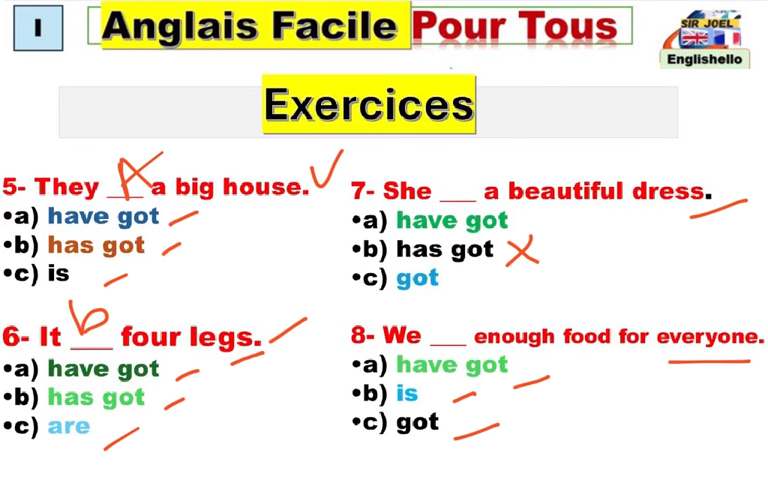 I
Anglais Facile Pour Tous
SIR JOEL
Englishello
Exercices
5- They ___ a big house.
A
•a) have got
•b) has got
•c) is
6- It ___ four legs.
b
•a) have got
•b) has got
•c) are
7- She ___ a beautiful dress.
•a) have got
•b) has got
•c) got
8- We ___ enough food for everyone.
•a) have got
•b) is
•c) got